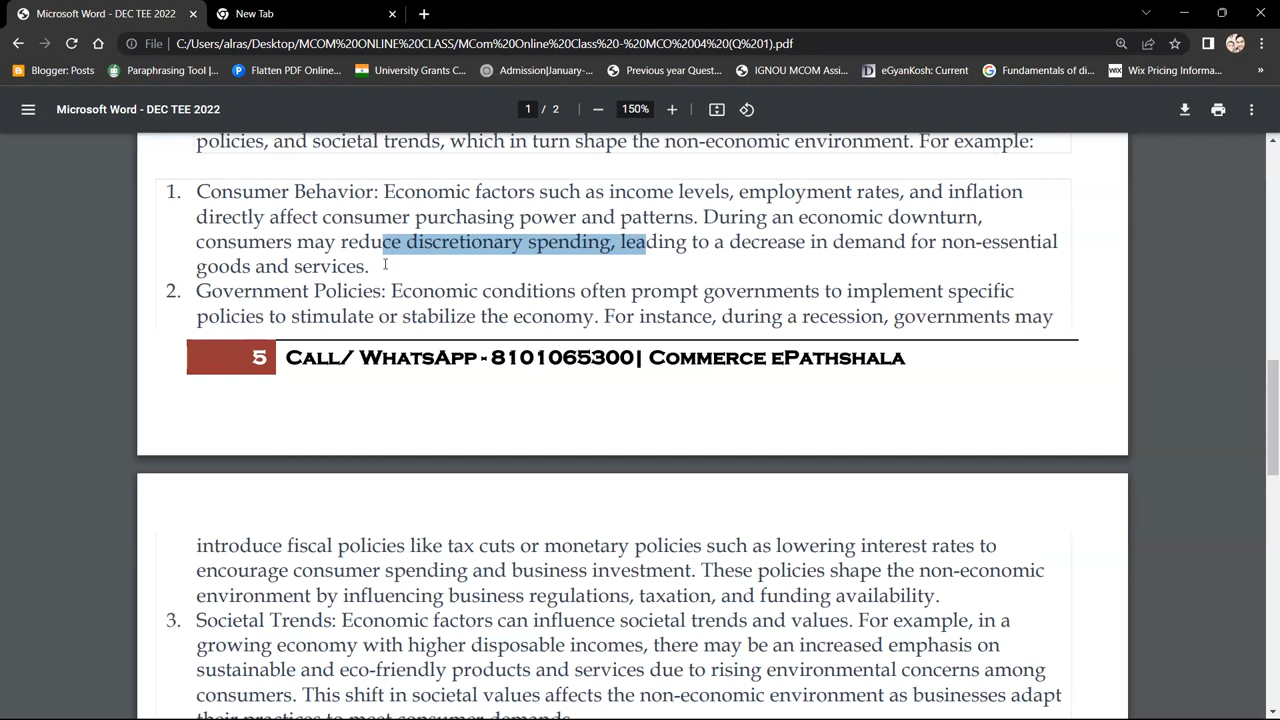 Microsoft Word - DEC TEE 2022
New Tab
File
C:/Users/alras/Desktop/MCOM%20ONLINE%20CLASS/MCom%20Online%20Class%20-%20MCO%2004%20(Q%201).pdf
Blogger: Posts
Paraphrasing Tool |...
Flatten PDF Online...
University Grants C...
Admission|January-...
Previous year Quest...
IGNOU MCOM Assi...
eGyanKosh: Current
Fundamentals of di...
Wix Pricing Informa...
»
Microsoft Word - DEC TEE 2022
1 / 2
150%
policies, and societal trends, which in turn shape the non-economic environment. For example:
1. Consumer Behavior: Economic factors such as income levels, employment rates, and inflation
directly affect consumer purchasing power and patterns. During an economic downturn,
consumers may reduce discretionary spending, leading to a decrease in demand for non-essential
goods and services.
2. Government Policies: Economic conditions often prompt governments to implement specific
policies to stimulate or stabilize the economy. For instance, during a recession, governments may
5 Call/ WhatsApp - 8101065300| Commerce ePathshala
introduce fiscal policies like tax cuts or monetary policies such as lowering interest rates to
encourage consumer spending and business investment. These policies shape the non-economic
environment by influencing business regulations, taxation, and funding availability.
3. Societal Trends: Economic factors can influence societal trends and values. For example, in a
growing economy with higher disposable incomes, there may be an increased emphasis on
sustainable and eco-friendly products and services due to rising environmental concerns among
consumers. This shift in societal values affects the non-economic environment as businesses adapt
their practices to meet consumer demands.